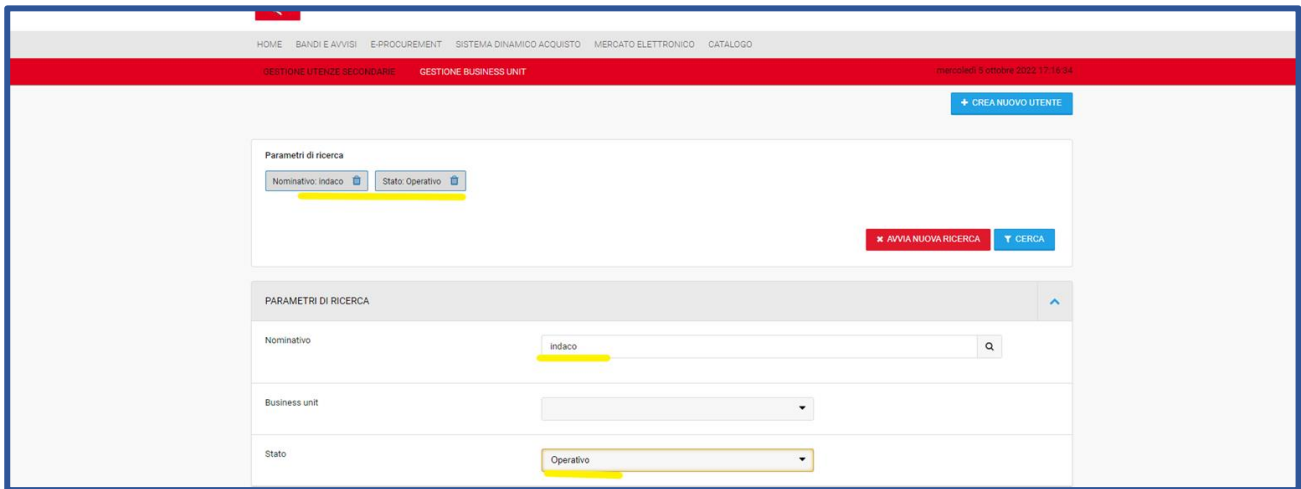 HOME BANDI E AVVISI E-PROCUREMENT SISTEMA DINAMICO ACQUISTO MERCATO ELETTRONICO CATALOGO
GESTIONE UTENZE SECONDARIE GESTIONE BUSINESS UNIT mercoledì 5 ottobre 2022 17:16:34
+ CREA NUOVO UTENTE
Parametri di ricerca
Nominativo: indaco Stato: Operativo
AVVIA NUOVA RICERCA CERCA
PARAMETRI DI RICERCA
Nominativo indaco
Business unit
Stato Operativo